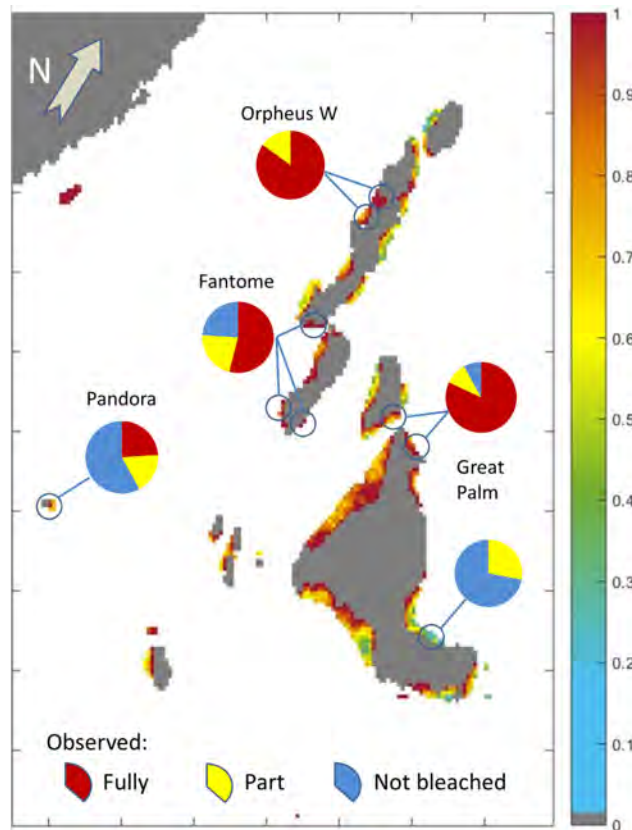 N
Orpheus W
Fantome
Pandora
Great
Palm
Observed:
Fully
Part
Not bleached
1
0.9
0.8
0.7
0.6
0.5
0.4
0.3
0.2
0.1
0